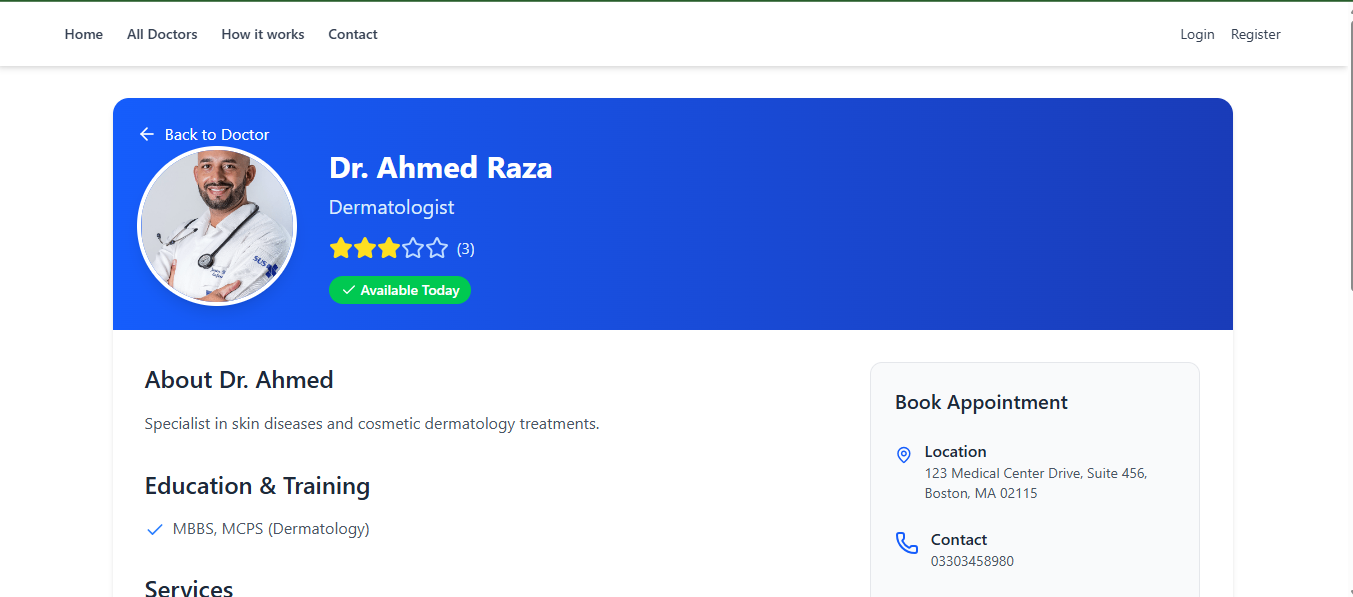 Home All Doctors How it works Contact Login Register
Back to Doctor
Dr. Ahmed Raza
Dermatologist
(3)
Available Today
SUS
About Dr. Ahmed
Specialist in skin diseases and cosmetic dermatology treatments.
Education & Training
MBBS, MCPS (Dermatology)
Services
Book Appointment
Location
123 Medical Center Drive, Suite 456,
Boston, MA 02115
Contact
03303458980